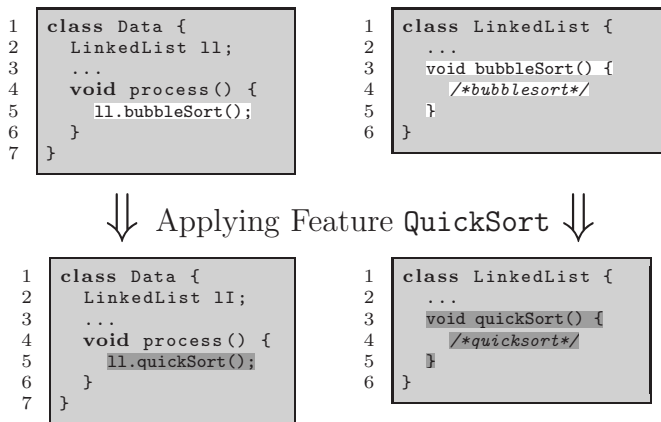 1 class Data {
2 LinkedList ll;
3 ...
4 void process() {
5 ll.bubbleSort();
6 }
7 }
1 class LinkedList {
2 ...
3 void bubbleSort() {
4 /*bubblesort*/
5 }
6 }
⇓ Applying Feature QuickSort ⇓
1 class Data {
2 LinkedList lI;
3 ...
4 void process() {
5 ll.quickSort();
6 }
7 }
1 class LinkedList {
2 ...
3 void quickSort() {
4 /*quicksort*/
5 }
6 }